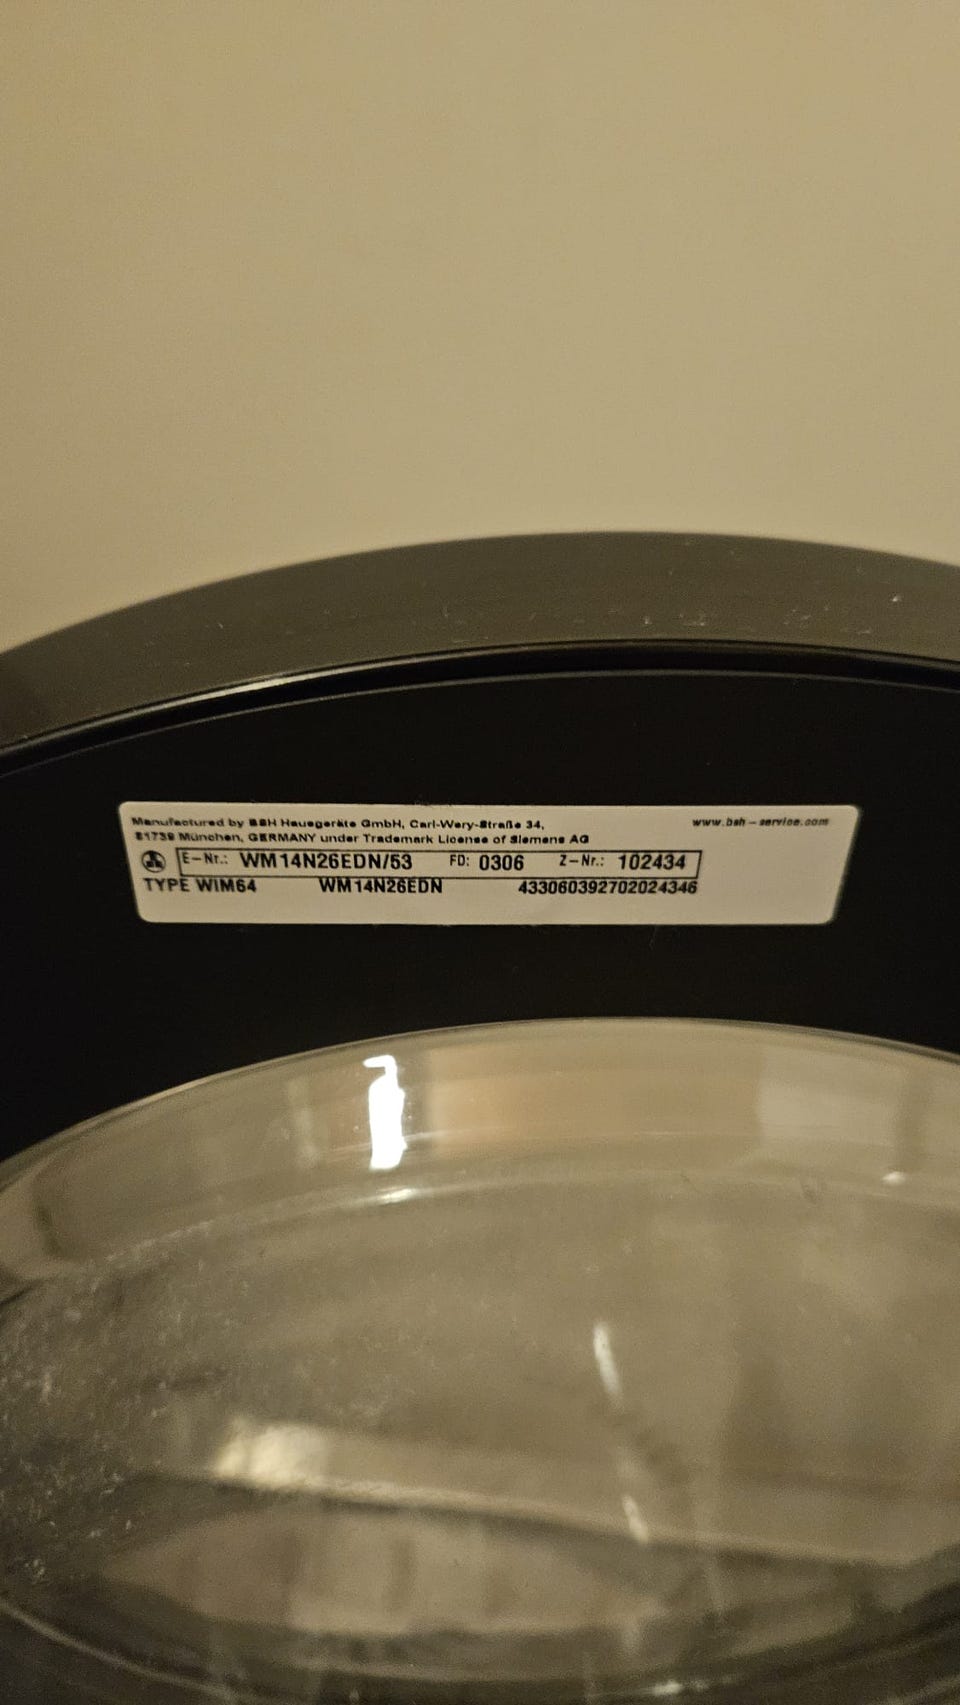 Manufactured by BSH Hausgeräte GmbH, Carl-Wery-Straße 34,
81739 München, GERMANY under Trademark License of Siemens AG
www.bsh-service.com
E-Nr.: WM14N26EDN/53 FD: 0306 Z-Nr.: 102434
TYPE WIM64 WM14N26EDN 433060392702024346